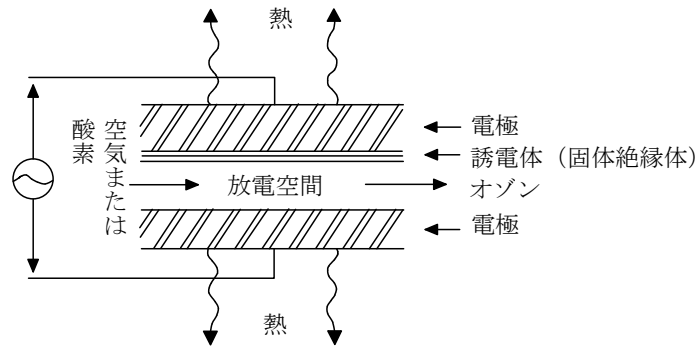 熱
空気または
酸素
電極
誘電体（固体絶縁体）
放電空間
オゾン
電極
熱